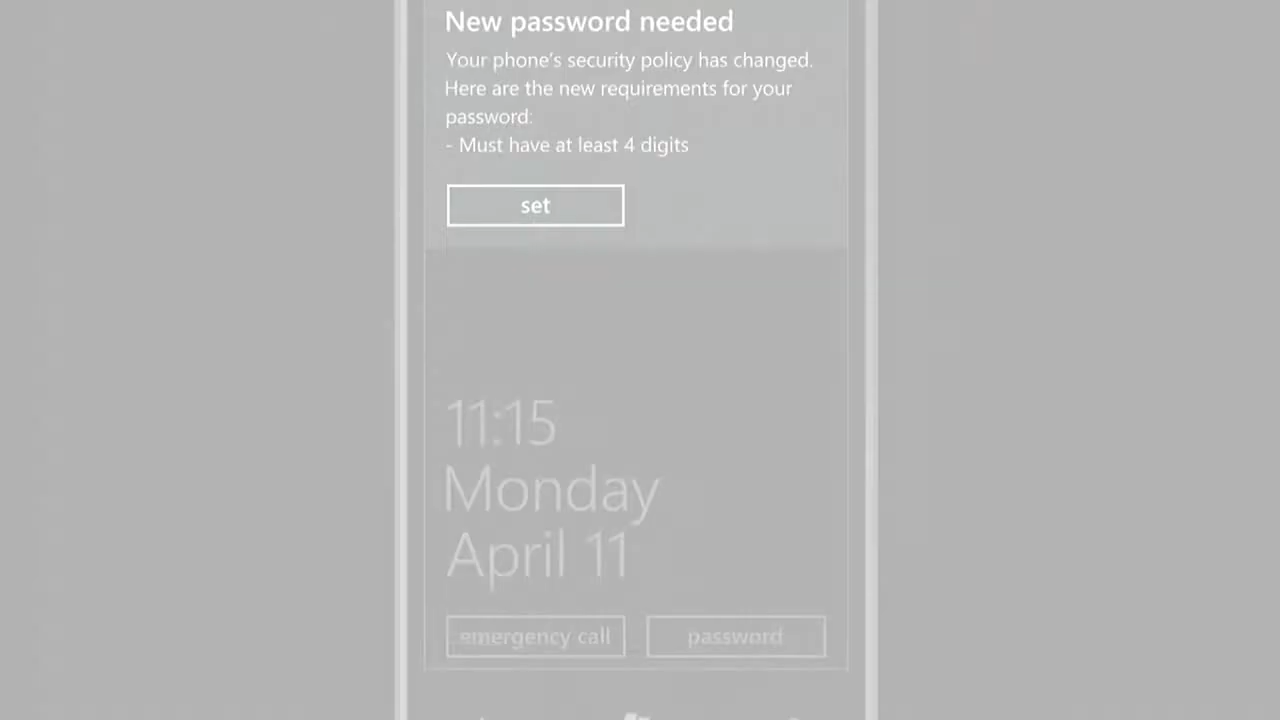 New password needed
Your phone's security policy has changed.
Here are the new requirements for your
password:
- Must have at least 4 digits
set
11:15
Monday
April 11
emergency call
password